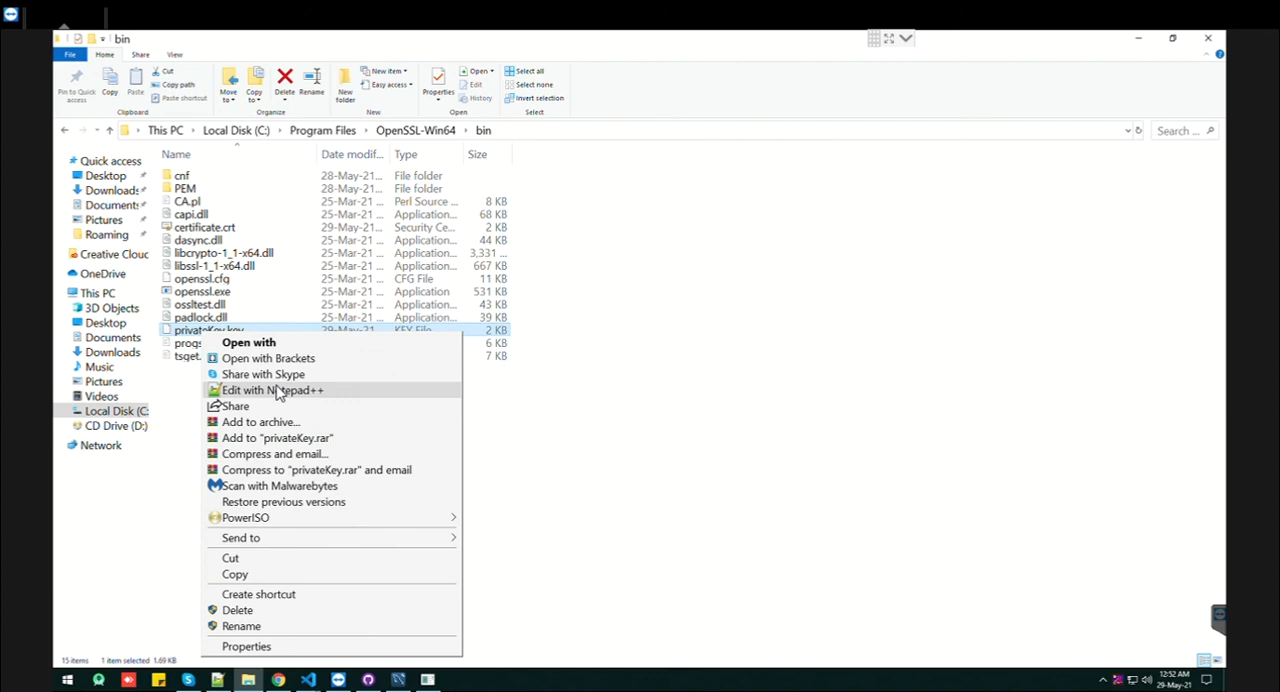 bin
File Home Share View
Pin to Quick access
Copy
Paste
Cut
Copy path
Paste shortcut
Clipboard
Move to
Copy to
Delete
Rename
Organize
New folder
New item
Easy access
New
Properties
Open
Edit
History
Open
Select all
Select none
Invert selection
Select
This PC > Local Disk (C:) > Program Files > OpenSSL-Win64 > bin
Search ...
Name Date modif... Type Size
cnf 28-May-21... File folder
PEM 28-May-21... File folder
CA.pl 25-Mar-21 ... Perl Source ... 8 KB
capi.dll 25-Mar-21 ... Application... 68 KB
certificate.crt 29-May-21... Security Ce... 2 KB
dasync.dll 25-Mar-21 ... Application... 44 KB
libcrypto-1_1-x64.dll 25-Mar-21 ... Application... 3,331 ...
libssl-1_1-x64.dll 25-Mar-21 ... Application... 667 KB
openssl.cfg 25-Mar-21 ... CFG File 11 KB
openssl.exe 25-Mar-21 ... Application 531 KB
ossltest.dll 25-Mar-21 ... Application... 43 KB
padlock.dll 25-Mar-21 ... Application... 39 KB
privateKey.key 29-May-21... KEY File 2 KB
progs 6 KB
tsget. 7 KB
Quick access
Desktop
Downloads
Documents
Pictures
Roaming
Creative Cloud
OneDrive
This PC
3D Objects
Desktop
Documents
Downloads
Music
Pictures
Videos
Local Disk (C:
CD Drive (D:)
Network
Open with
Open with Brackets
Share with Skype
Edit with Notepad++
Share
Add to archive...
Add to "privateKey.rar"
Compress and email...
Compress to "privateKey.rar" and email
Scan with Malwarebytes
Restore previous versions
PowerISO
Send to
Cut
Copy
Create shortcut
Delete
Rename
Properties
15 items 1 item selected 1.69 KB
12:52 AM
29-May-21